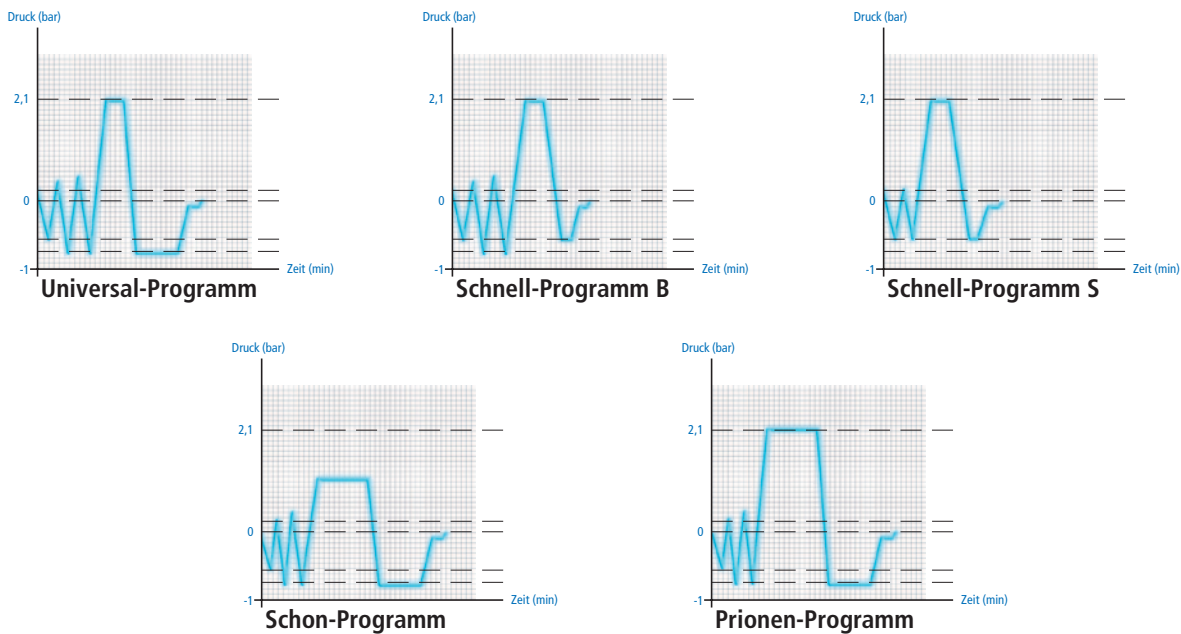 Druck (bar)
2,1
0
-1
Zeit (min)
Universal-Programm
Druck (bar)
2,1
0
-1
Zeit (min)
Schnell-Programm B
Druck (bar)
2,1
0
-1
Zeit (min)
Schnell-Programm S
Druck (bar)
2,1
0
-1
Zeit (min)
Schon-Programm
Druck (bar)
2,1
0
-1
Zeit (min)
Prionen-Programm